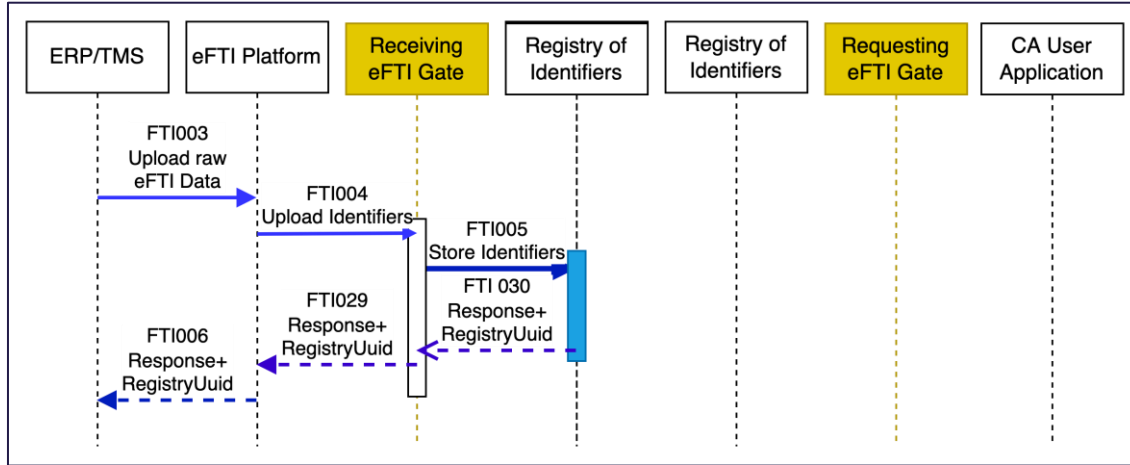 ERP/TMS
eFTI Platform
Receiving
eFTI Gate
Registry of
Identifiers
Registry of
Identifiers
Requesting
eFTI Gate
CA User
Application
FTI003
Upload raw
eFTI Data
FTI004
Upload Identifiers
FTI005
Store Identifiers
FTI 030
Response+
RegistryUuid
FTI029
Response+
RegistryUuid
FTI006
Response+
RegistryUuid